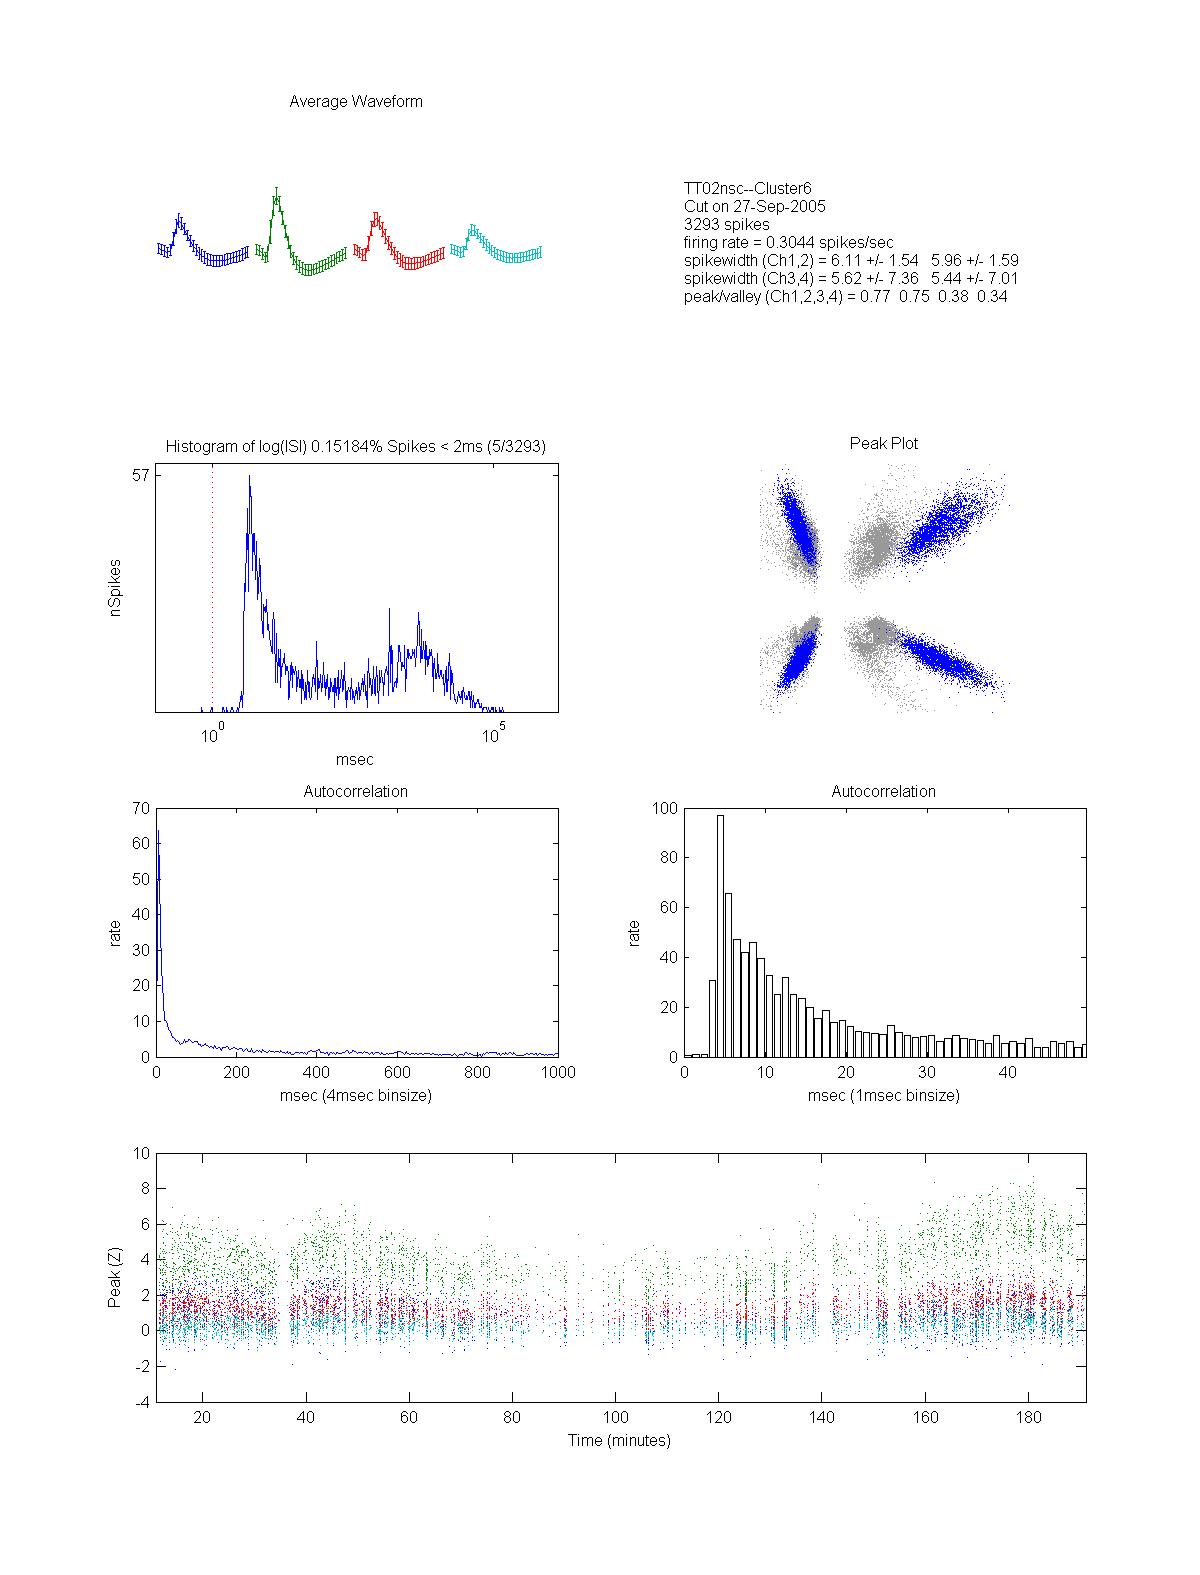 Average Waveform
TT02nsc--Cluster6
Cut on 27-Sep-2005
3293 spikes
firing rate = 0.3044 spikes/sec
spikewidth (Ch1,2) = 6.11 +/- 1.54   5.96 +/- 1.59
spikewidth (Ch3,4) = 5.62 +/- 7.36   5.44 +/- 7.01
peak/valley (Ch1,2,3,4) = 0.77  0.75  0.38  0.34
Histogram of log(ISI) 0.15184% Spikes < 2ms (5/3293)
57
nSpikes
10^0
10^5
msec
Peak Plot
Autocorrelation
70
60
50
40
30
20
10
0
rate
0
200
400
600
800
1000
msec (4msec binsize)
Autocorrelation
100
80
60
40
20
0
rate
0
10
20
30
40
msec (1msec binsize)
10
8
6
4
2
0
-2
-4
Peak (Z)
20
40
60
80
100
120
140
160
180
Time (minutes)